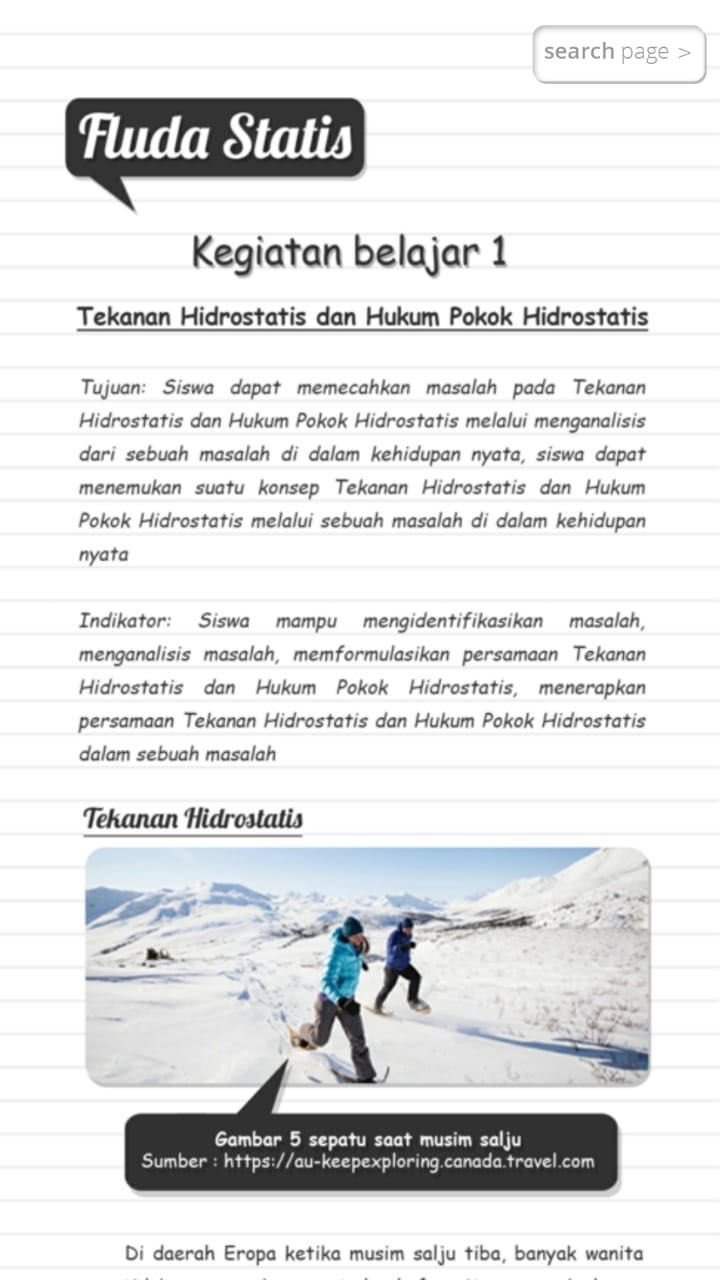 search page >
Fluda Statis
Kegiatan belajar 1
Tekanan Hidrostatis dan Hukum Pokok Hidrostatis
Tujuan: Siswa dapat memecahkan masalah pada Tekanan
Hidrostatis dan Hukum Pokok Hidrostatis melalui menganalisis
dari sebuah masalah di dalam kehidupan nyata, siswa dapat
menemukan suatu konsep Tekanan Hidrostatis dan Hukum
Pokok Hidrostatis melalui sebuah masalah di dalam kehidupan
nyata
Indikator: Siswa mampu mengidentifikasikan masalah,
menganalisis masalah, memformulasikan persamaan Tekanan
Hidrostatis dan Hukum Pokok Hidrostatis, menerapkan
persamaan Tekanan Hidrostatis dan Hukum Pokok Hidrostatis
dalam sebuah masalah
Tekanan Hidrostatis
Gambar 5 sepatu saat musim salju
Sumber : https://au-keepexploring.canada.travel.com
Di daerah Eropa ketika musim salju tiba, banyak wanita